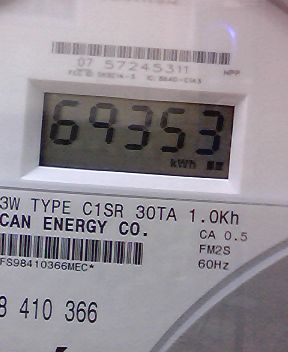 07 57245311
69353
kWh
3W TYPE C1SR 30TA 1.0Kh
CAN ENERGY CO.
CA 0.5
FM2S
60Hz
FS98410366MEC*
8 410 366